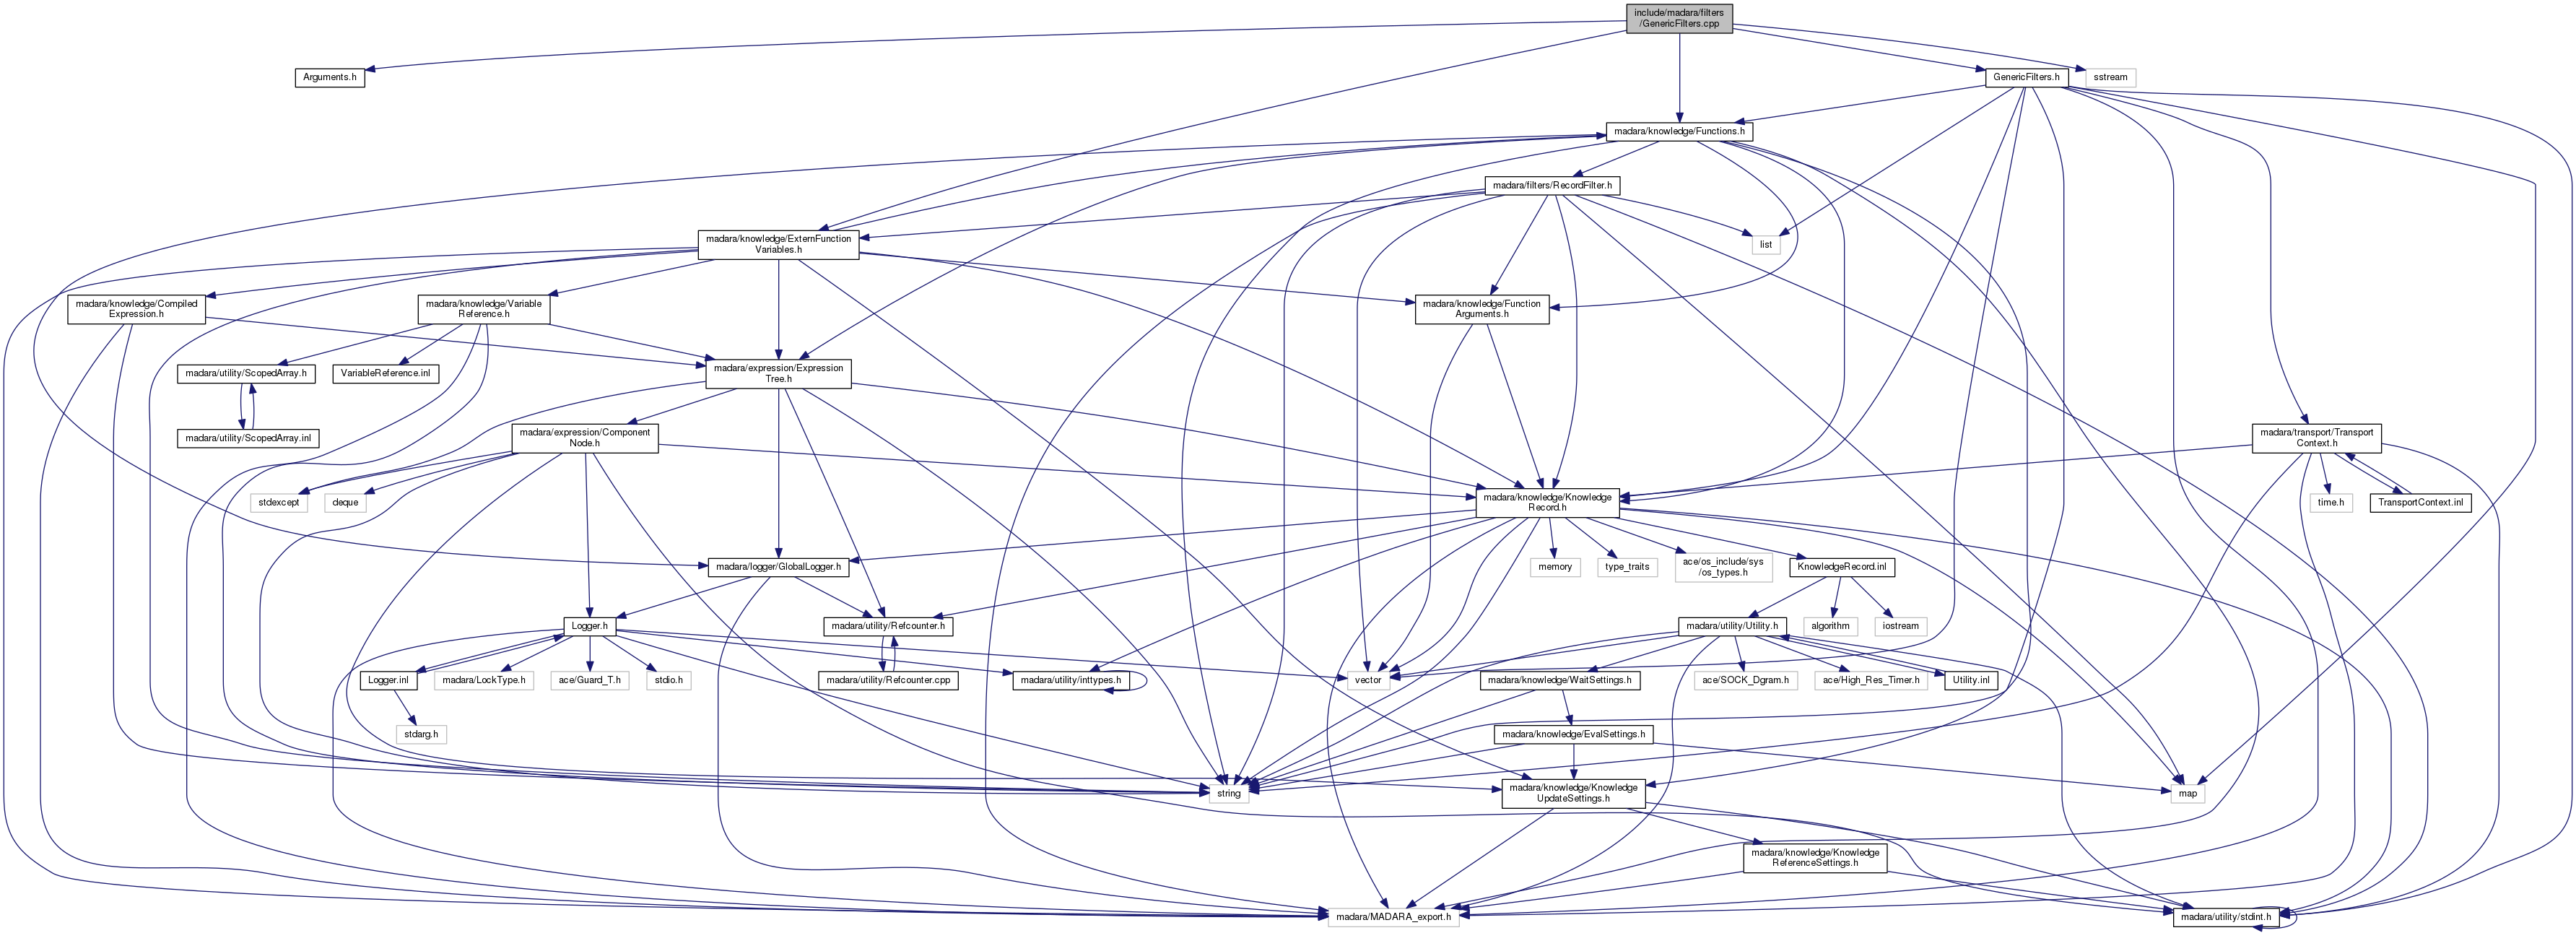 include/madara/filters
/GenericFilters.cpp
Arguments.h
GenericFilters.h
sstream
madara/knowledge/Functions.h
madara/filters/RecordFilter.h
madara/knowledge/ExternFunction
Variables.h
list
madara/knowledge/Compiled
Expression.h
madara/knowledge/Variable
Reference.h
madara/knowledge/Function
Arguments.h
madara/utility/ScopedArray.h
VariableReference.inl
madara/expression/Expression
Tree.h
madara/utility/ScopedArray.inl
madara/expression/Component
Node.h
madara/transport/Transport
Context.h
stdexcept
deque
madara/knowledge/Knowledge
Record.h
time.h
TransportContext.inl
madara/logger/GlobalLogger.h
memory
type_traits
ace/os_include/sys
/os_types.h
KnowledgeRecord.inl
Logger.h
madara/utility/Refcounter.h
madara/utility/Utility.h
algorithm
iostream
Logger.inl
madara/LockType.h
ace/Guard_T.h
stdio.h
madara/utility/Refcounter.cpp
madara/utility/inttypes.h
vector
madara/knowledge/WaitSettings.h
ace/SOCK_Dgram.h
ace/High_Res_Timer.h
Utility.inl
stdarg.h
madara/knowledge/EvalSettings.h
string
madara/knowledge/Knowledge
UpdateSettings.h
map
madara/knowledge/Knowledge
ReferenceSettings.h
madara/MADARA_export.h
madara/utility/stdint.h